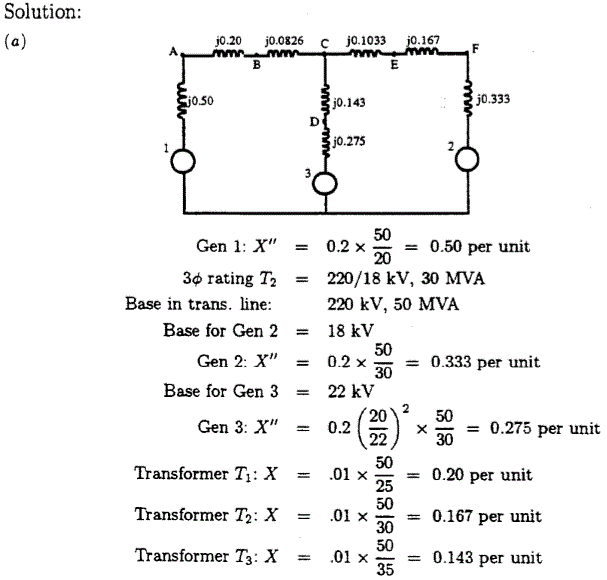 Solution:
(a)
A j0.20 j0.0826 C j0.1033 j0.167 F
B E
j0.50 j0.143 j0.333
D
j0.275
1 3 2
Gen 1: X″ = 0.2 × 50/20 = 0.50 per unit
3ϕ rating T₂ = 220/18 kV, 30 MVA
Base in trans. line: 220 kV, 50 MVA
Base for Gen 2 = 18 kV
Gen 2: X″ = 0.2 × 50/30 = 0.333 per unit
Base for Gen 3 = 22 kV
Gen 3: X″ = 0.2 (20/22)² × 50/30 = 0.275 per unit
Transformer T₁: X = .01 × 50/25 = 0.20 per unit
Transformer T₂: X = .01 × 50/30 = 0.167 per unit
Transformer T₃: X = .01 × 50/35 = 0.143 per unit